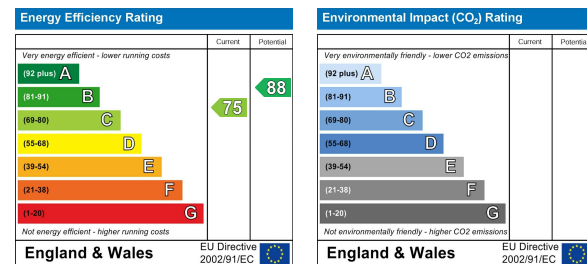 Energy Efficiency Rating
Current Potential
Very energy efficient - lower running costs
(92 plus) A
(81-91) B
(69-80) C
(55-68) D
(39-54) E
(21-38) F
(1-20) G
75
88
Not energy efficient - higher running costs
England & Wales
EU Directive
2002/91/EC
Environmental Impact (CO₂) Rating
Current Potential
Very environmentally friendly - lower CO2 emissions
(92 plus) A
(81-91) B
(69-80) C
(55-68) D
(39-54) E
(21-38) F
(1-20) G
Not environmentally friendly - higher CO2 emissions
England & Wales
EU Directive
2002/91/EC